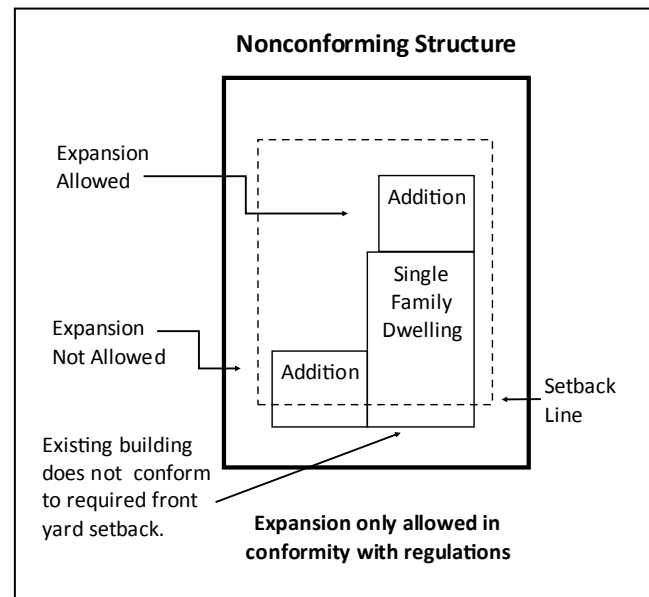 Nonconforming Structure
Expansion
Allowed
Addition
Single
Family
Dwelling
Expansion
Not Allowed
Addition
Setback
Line
Existing building
does not conform
to required front
yard setback.
Expansion only allowed in
conformity with regulations